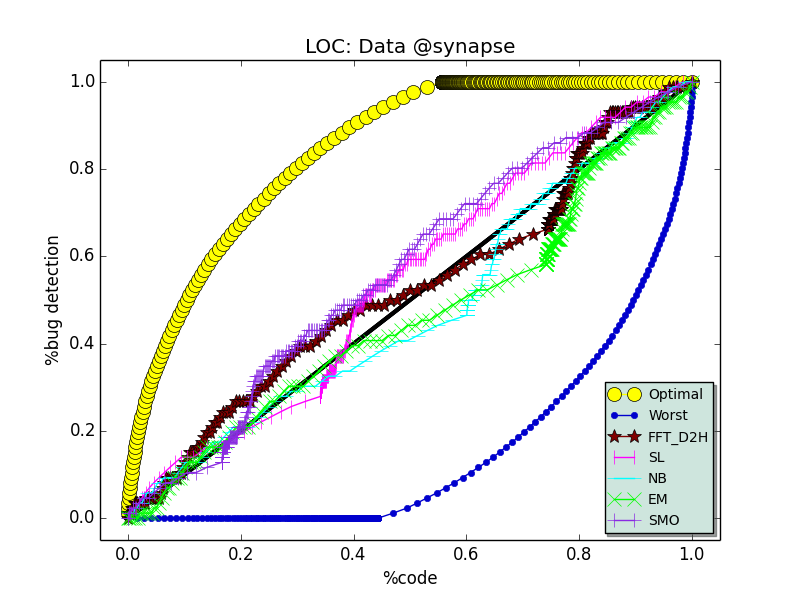 LOC: Data @synapse
%bug detection
1.0
0.8
0.6
0.4
0.2
0.0
0.0 0.2 0.4 0.6 0.8 1.0
%code
Optimal
Worst
FFT_D2H
SL
NB
EM
SMO